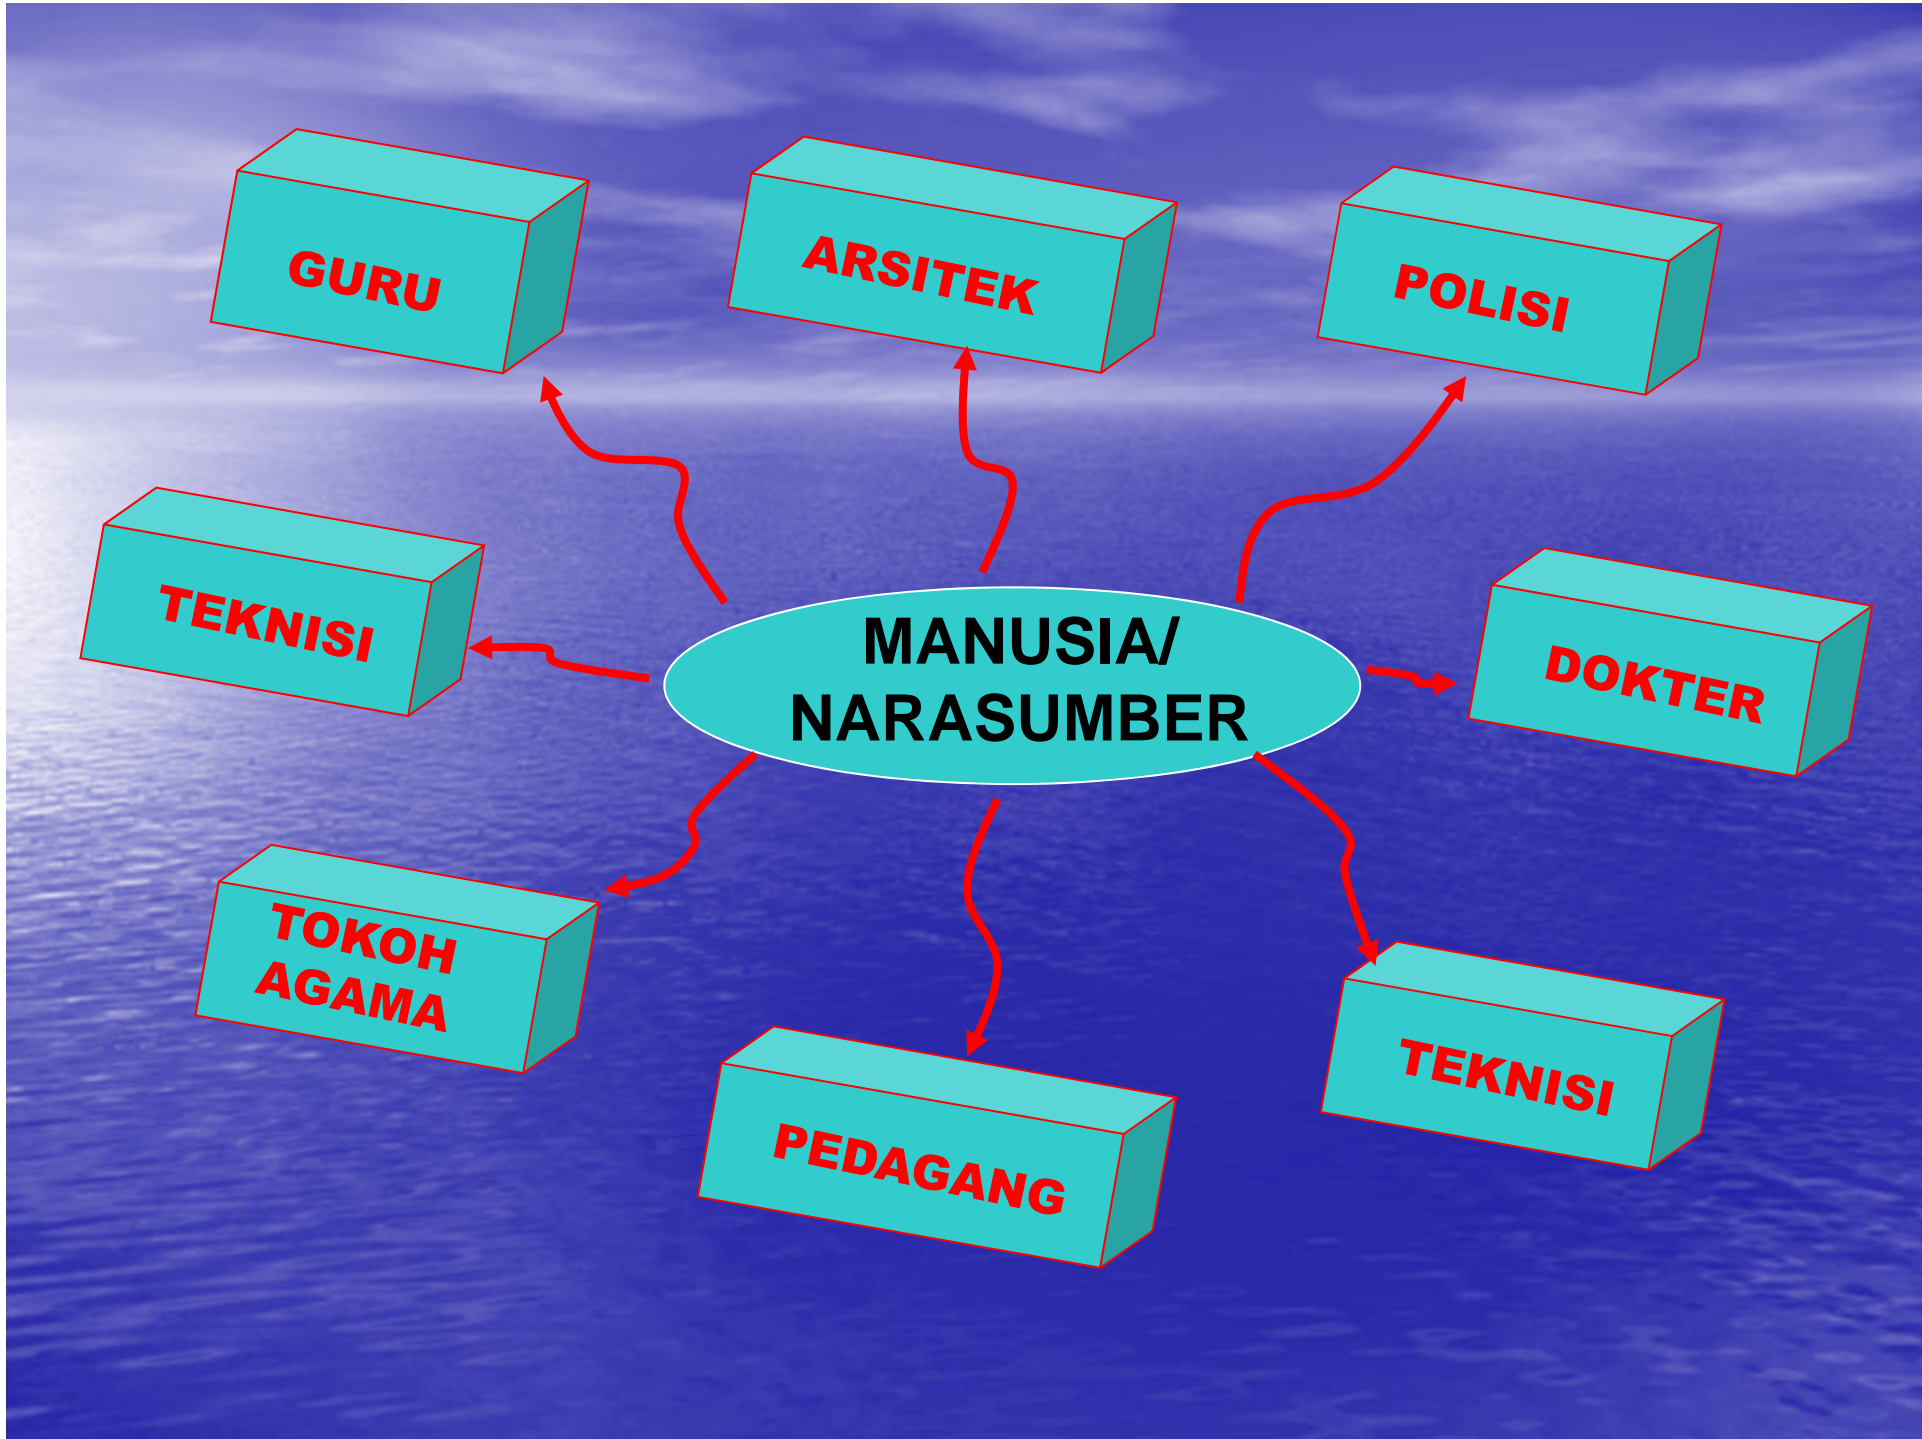 GURU
ARSITEK
POLISI
TEKNISI
MANUSIA/
NARASUMBER
DOKTER
TOKOH
AGAMA
PEDAGANG
TEKNISI